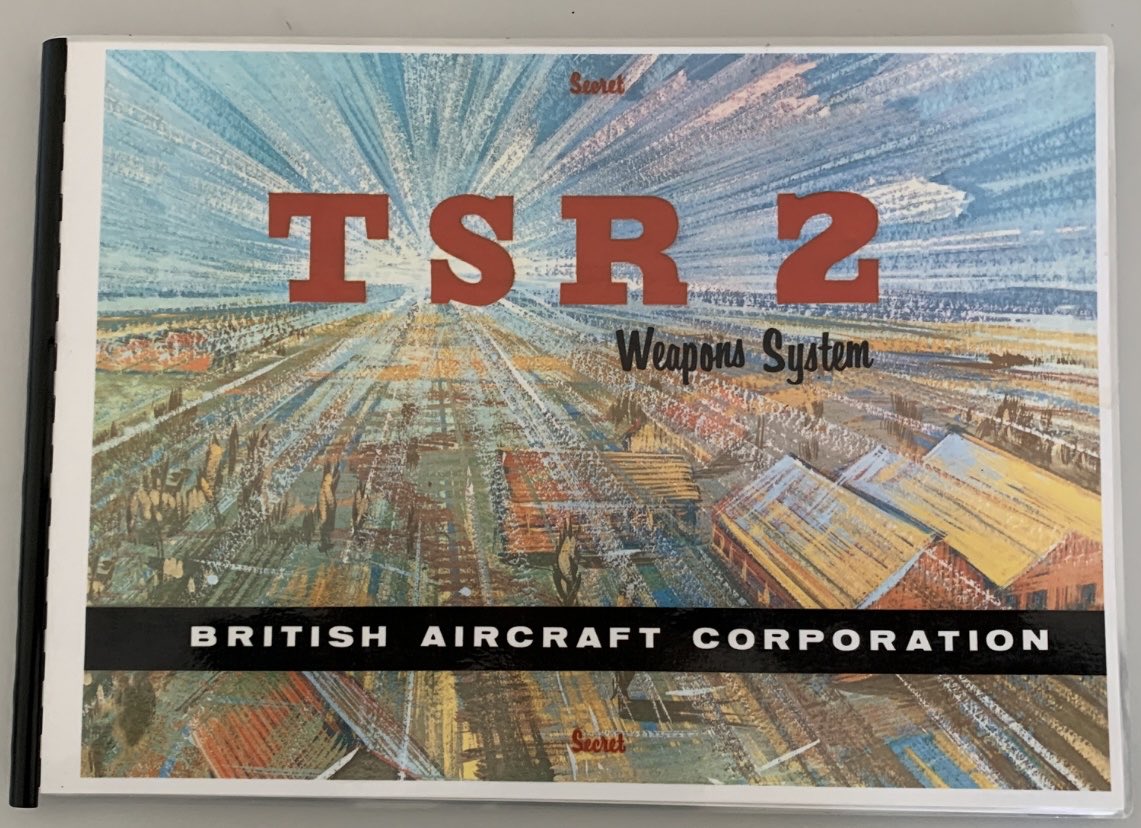 Secret
TSR 2
Weapons System
BRITISH AIRCRAFT CORPORATION
Secret